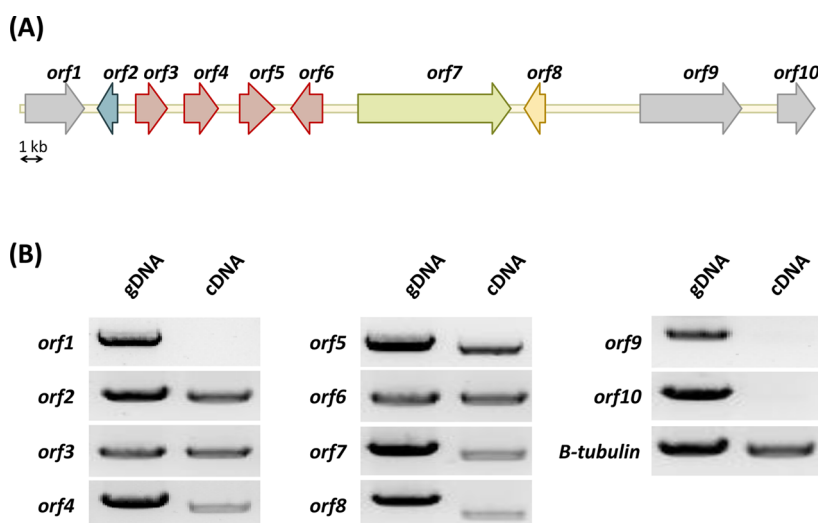 (A)
orf1 orf2 orf3 orf4 orf5 orf6 orf7 orf8 orf9 orf10
1 kb
(B)
gDNA cDNA gDNA cDNA gDNA cDNA
orf1
orf2
orf3
orf4
orf5
orf6
orf7
orf8
orf9
orf10
B-tubulin